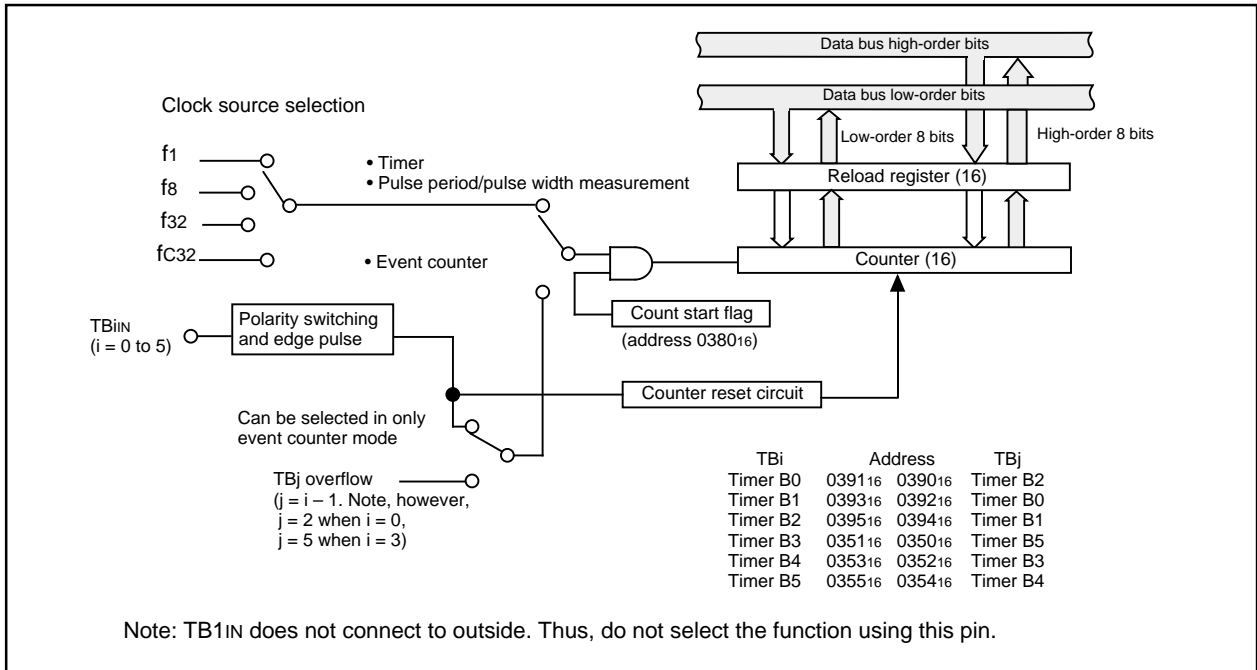 Data bus high-order bits
Data bus low-order bits
Clock source selection
Low-order 8 bits
High-order 8 bits
f1
• Timer
• Pulse period/pulse width measurement
Reload register (16)
f8
f32
fC32
• Event counter
Counter (16)
Polarity switching
and edge pulse
TBiIN
(i = 0 to 5)
Count start flag
(address 038016)
Counter reset circuit
Can be selected in only
event counter mode
TBj overflow
(j = i – 1. Note, however,
j = 2 when i = 0,
j = 5 when i = 3)
TBi Address TBj
Timer B0 039116 039016 Timer B2
Timer B1 039316 039216 Timer B0
Timer B2 039516 039416 Timer B1
Timer B3 035116 035016 Timer B5
Timer B4 035316 035216 Timer B3
Timer B5 035516 035416 Timer B4
Note: TB1IN does not connect to outside. Thus, do not select the function using this pin.